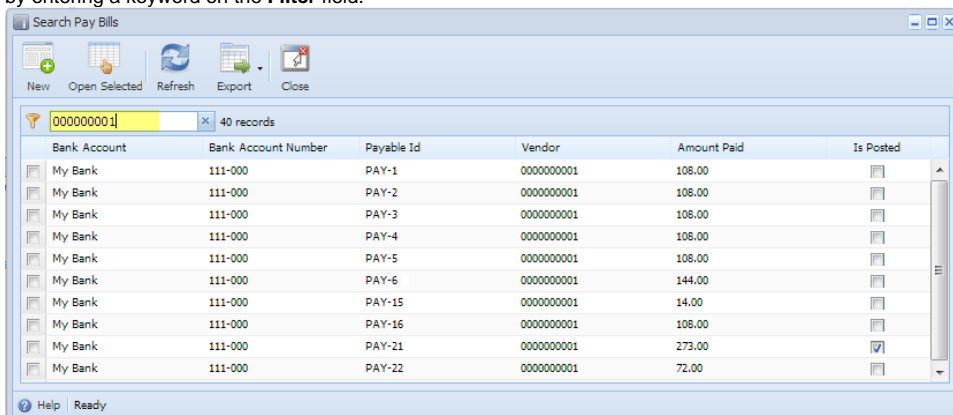 by entering a keyword on the Filter field.
Search Pay Bills
New Open Selected Refresh Export Close
000000001 40 records
Bank Account Bank Account Number Payable Id Vendor Amount Paid Is Posted
My Bank 111-000 PAY-1 0000000001 108.00
My Bank 111-000 PAY-2 0000000001 108.00
My Bank 111-000 PAY-3 0000000001 108.00
My Bank 111-000 PAY-4 0000000001 108.00
My Bank 111-000 PAY-5 0000000001 108.00
My Bank 111-000 PAY-6 0000000001 144.00
My Bank 111-000 PAY-15 0000000001 14.00
My Bank 111-000 PAY-16 0000000001 108.00
My Bank 111-000 PAY-21 0000000001 273.00
My Bank 111-000 PAY-22 0000000001 72.00
Help Ready